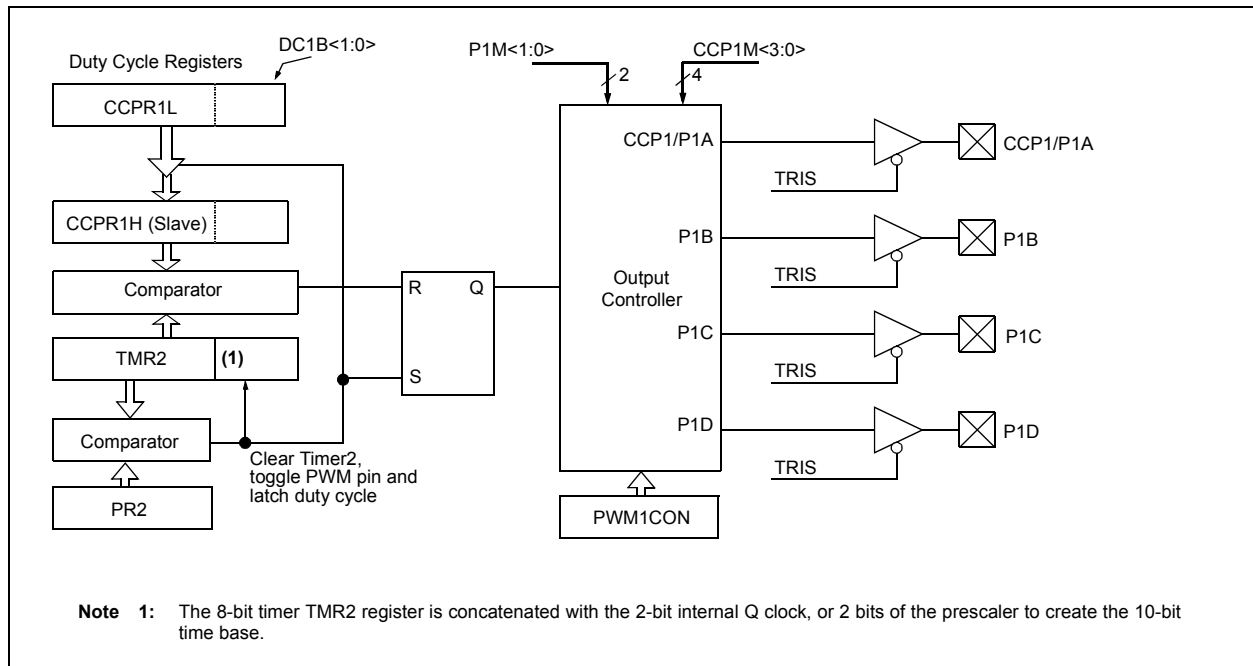 DC1B<1:0>
Duty Cycle Registers
CCPR1L
CCPR1H (Slave)
Comparator
TMR2 (1)
Comparator
PR2
Clear Timer2,
toggle PWM pin and
latch duty cycle
R Q
S
P1M<1:0>
2
CCP1M<3:0>
4
CCP1/P1A
P1B
Output
Controller
P1C
P1D
PWM1CON
TRIS
CCP1/P1A
TRIS
P1B
TRIS
P1C
TRIS
P1D
Note 1: The 8-bit timer TMR2 register is concatenated with the 2-bit internal Q clock, or 2 bits of the prescaler to create the 10-bit
time base.